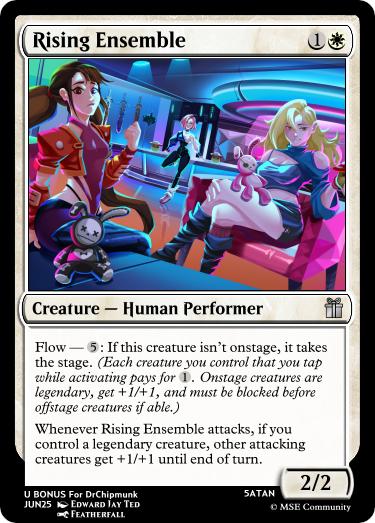 Rising Ensemble
1
Creature — Human Performer
Flow — 5: If this creature isn't onstage, it takes
the stage. (Each creature you control that you tap
while activating pays for 1. Onstage creatures are
legendary, get +1/+1, and must be blocked before
offstage creatures if able.)
Whenever Rising Ensemble attacks, if you
control a legendary creature, other attacking
creatures get +1/+1 until end of turn.
2/2
U BONUS For DrChipmunk
5ATAN
JUN25 Edward Jay Ted
© MSE Community
Featherfall